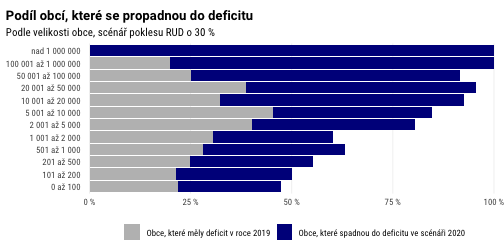 Podíl obcí, které se propadnou do deficitu
Podle velikosti obce, scénář poklesu RUD o 30 %
nad 1 000 000
100 001 až 1 000 000
50 001 až 100 000
20 001 až 50 000
10 001 až 20 000
5 001 až 10 000
2 001 až 5 000
1 001 až 2 000
501 až 1 000
201 až 500
101 až 200
0 až 100
0 % 25 % 50 % 75 % 100 %
Obce, které měly deficit v roce 2019 Obce, které spadnou do deficitu ve scénáři 2020